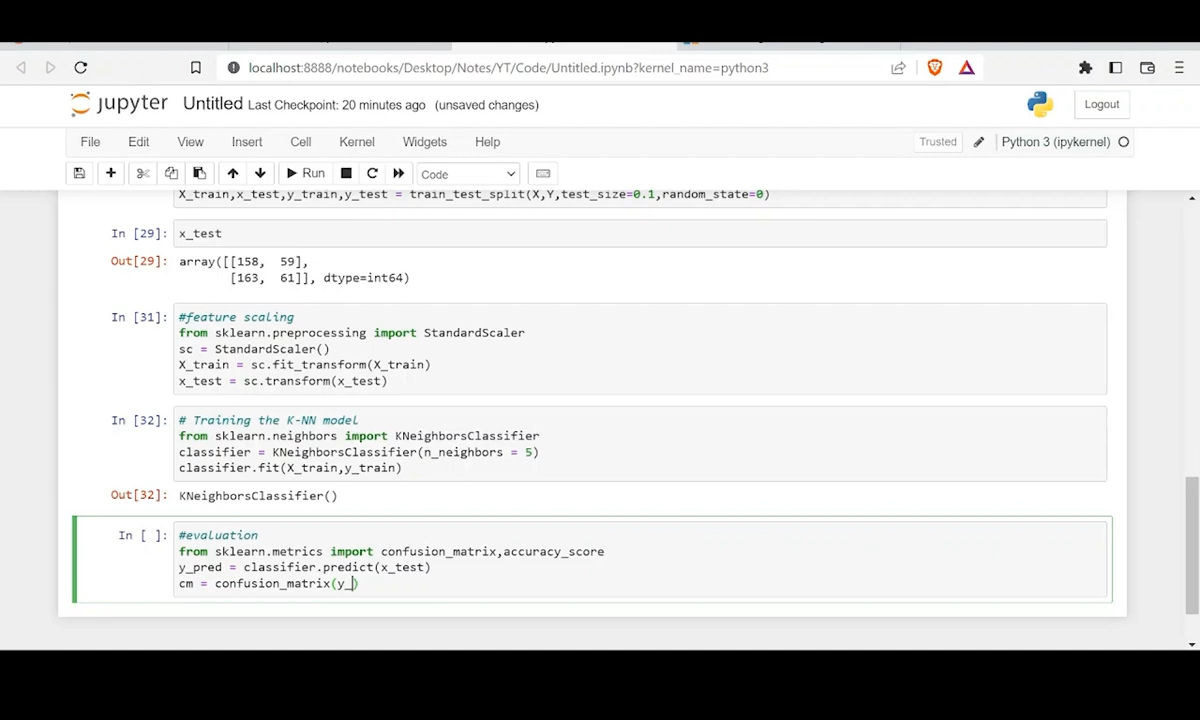 localhost:8888/notebooks/Desktop/Notes/YT/Code/Untitled.ipynb?kernel_name=python3
jupyter Untitled Last Checkpoint: 20 minutes ago (unsaved changes)
Logout
File Edit View Insert Cell Kernel Widgets Help
Trusted Python 3 (ipykernel)
Run Code
X_train,x_test,y_train,y_test = train_test_split(X,Y,test_size=0.1,random_state=0)
In [29]: x_test
Out[29]: array([[158, 59],
[163, 61]], dtype=int64)
In [31]: #feature scaling
from sklearn.preprocessing import StandardScaler
sc = StandardScaler()
X_train = sc.fit_transform(X_train)
x_test = sc.transform(x_test)
In [32]: # Training the K-NN model
from sklearn.neighbors import KNeighborsClassifier
classifier = KNeighborsClassifier(n_neighbors = 5)
classifier.fit(X_train,y_train)
Out[32]: KNeighborsClassifier()
In [ ]: #evaluation
from sklearn.metrics import confusion_matrix,accuracy_score
y_pred = classifier.predict(x_test)
cm = confusion_matrix(y_)